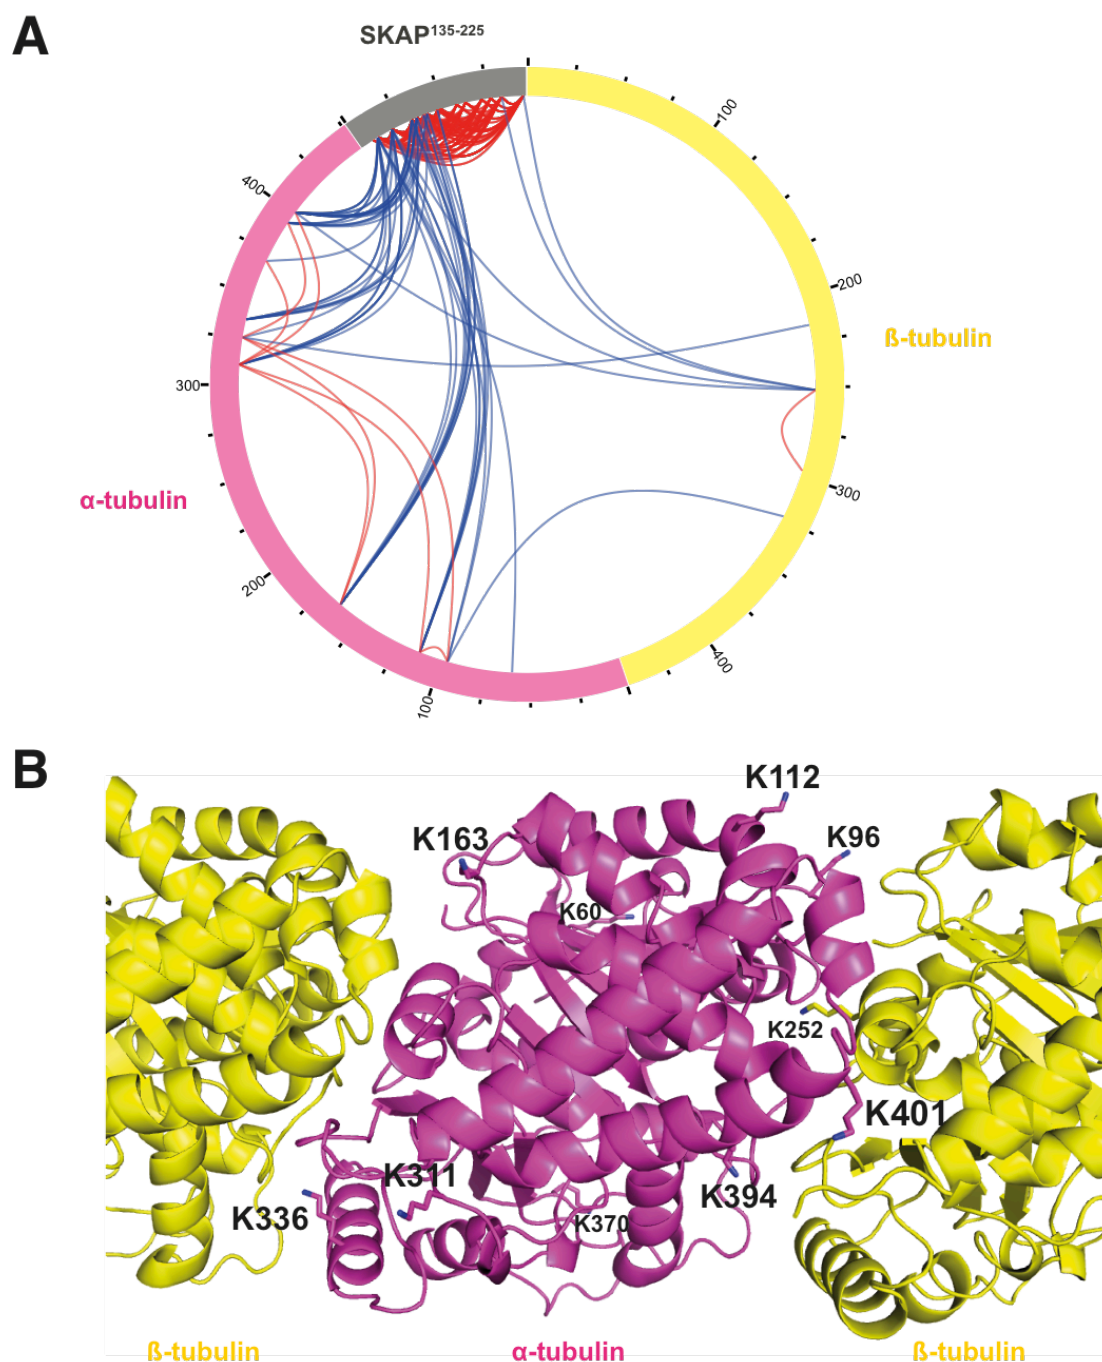 A
SKAP135-225
100
400
200
ß-tubulin
300
α-tubulin
300
200
400
100
B
K112
K163
K96
K60
K252
K401
K311
K394
K336
K370
ß-tubulin α-tubulin ß-tubulin